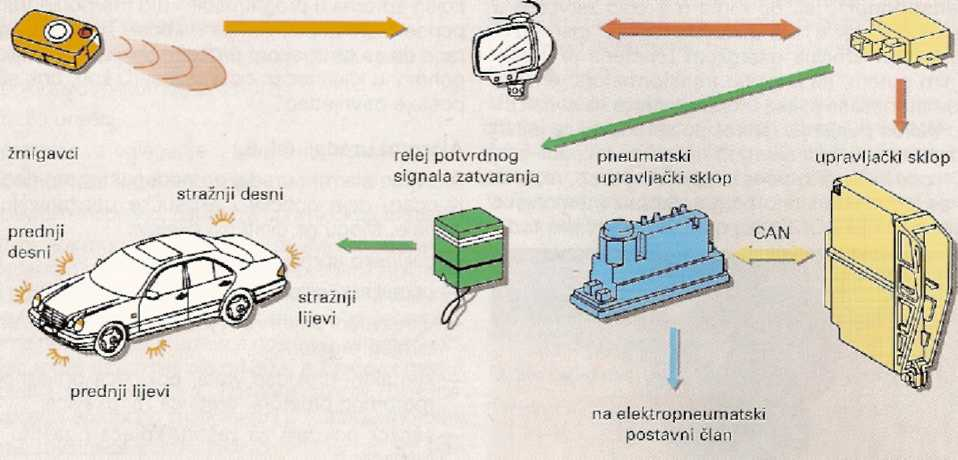 žmigavci
relej potvrdnog
signala zatvaranja
pneumatski
upravljački sklop
upravljački sklop
stražnji desni
prednji
desni
CAN
stražnji
lijevi
prednji lijevi
na elektropneumatski
postavni član